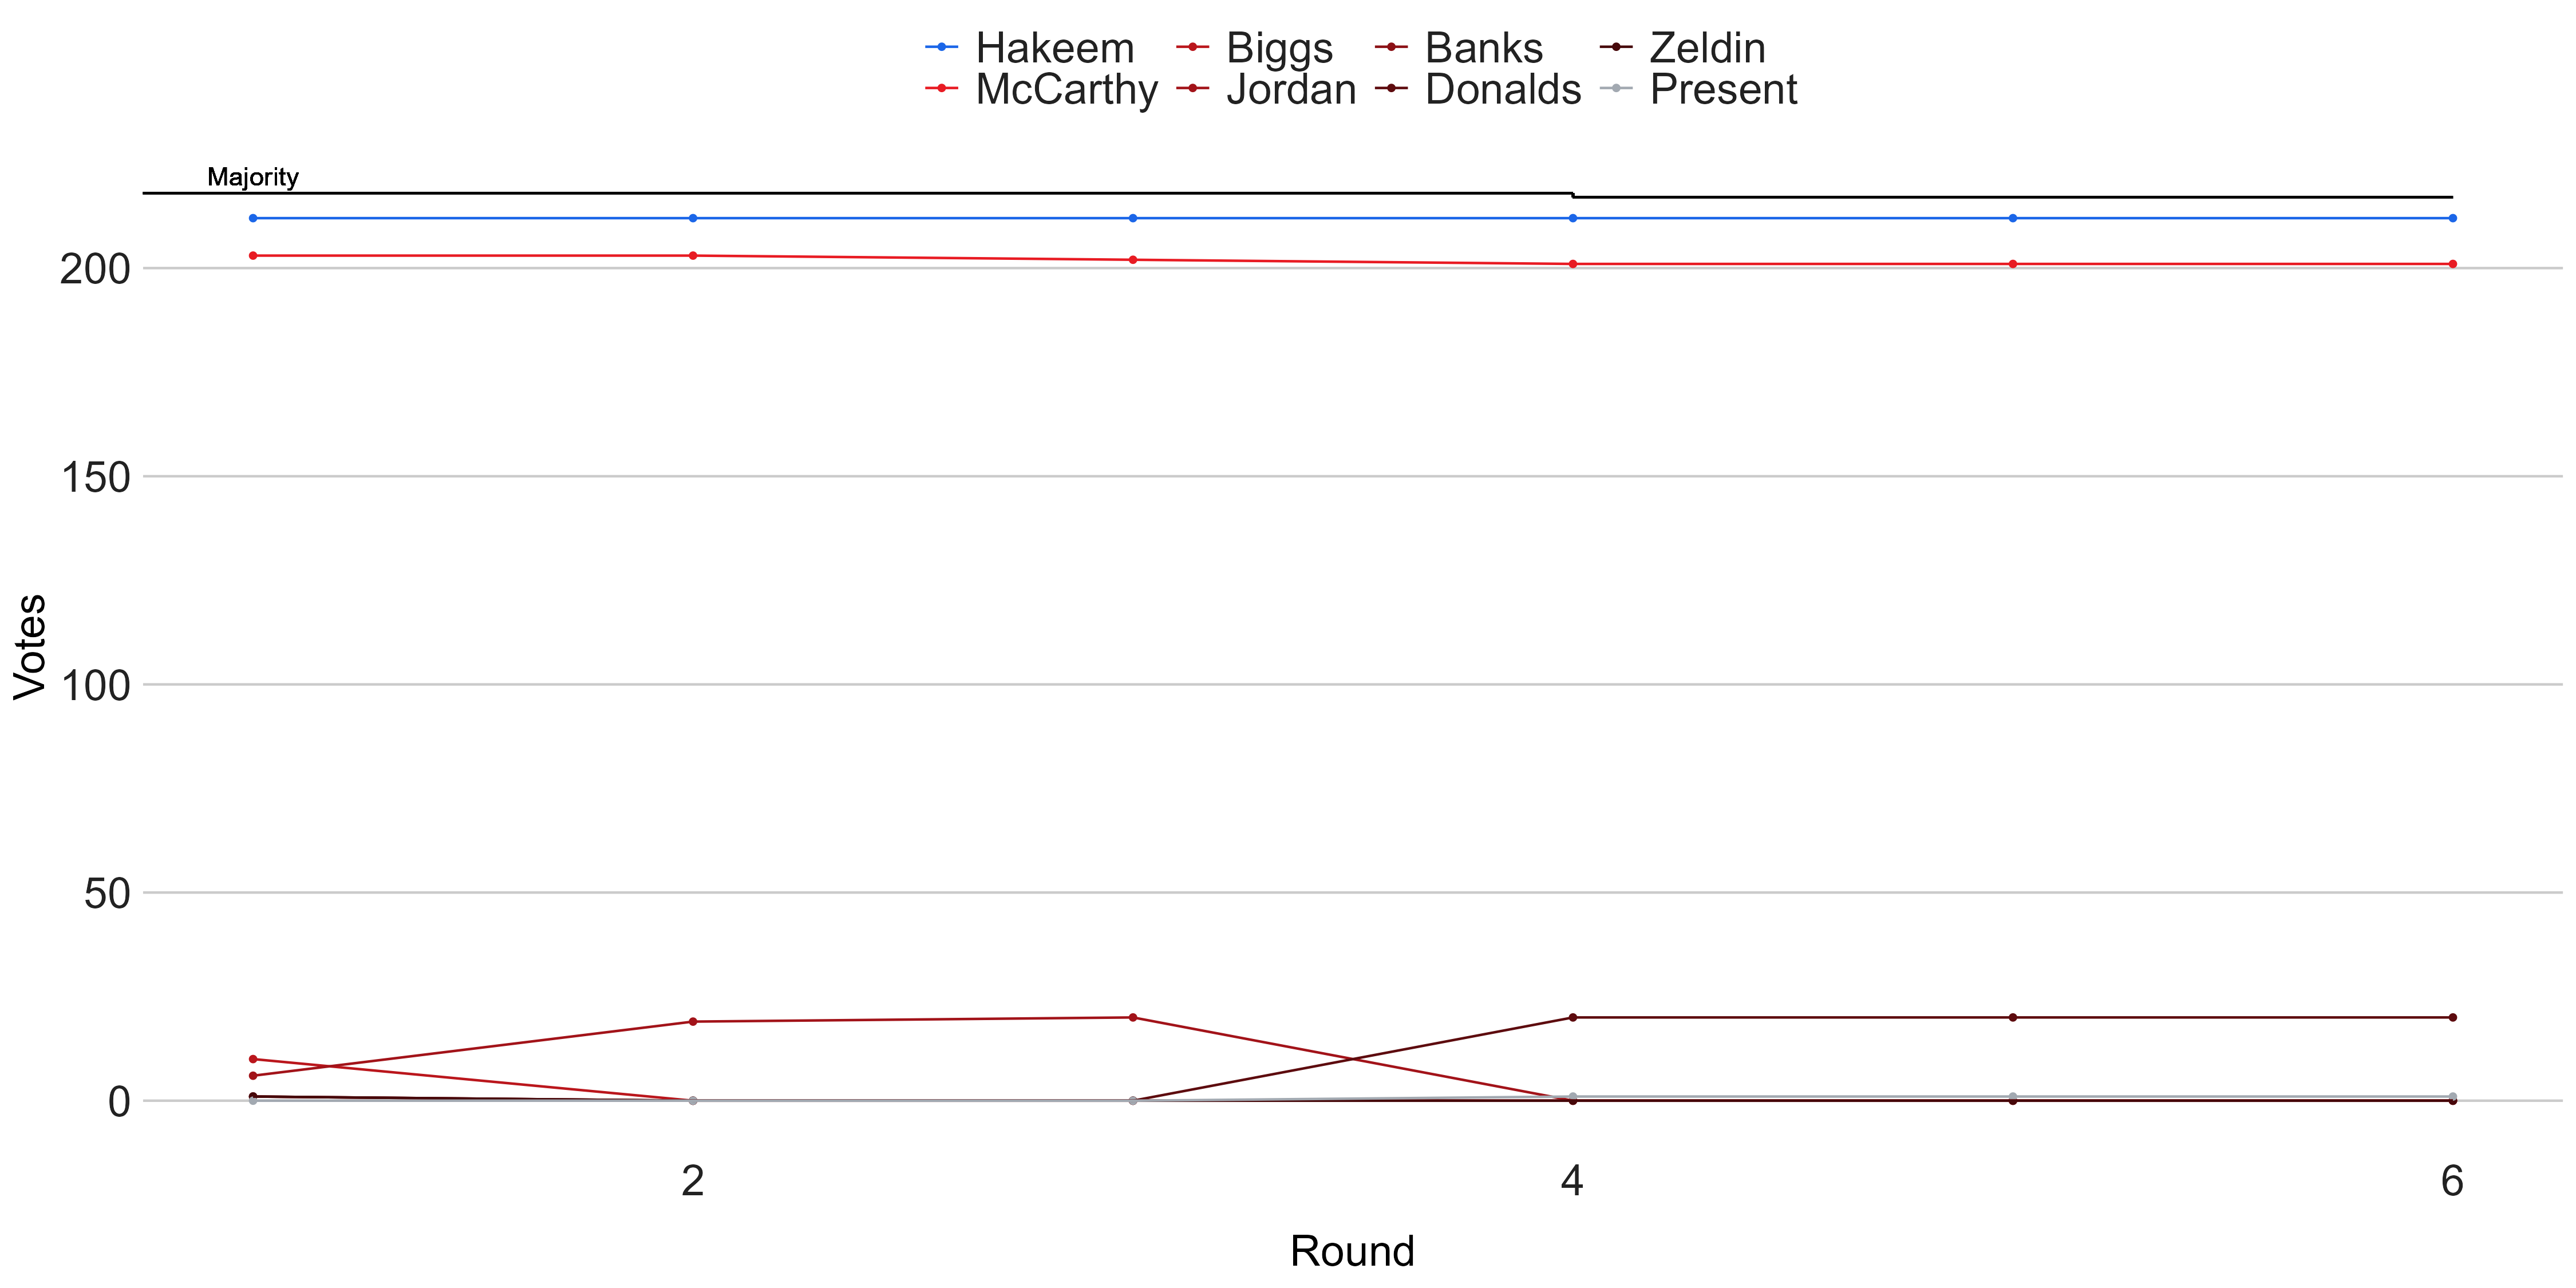 Hakeem Biggs Banks Zeldin
McCarthy Jordan Donalds Present
Majority
200
150
100
50
0
Votes
2 4 6
Round